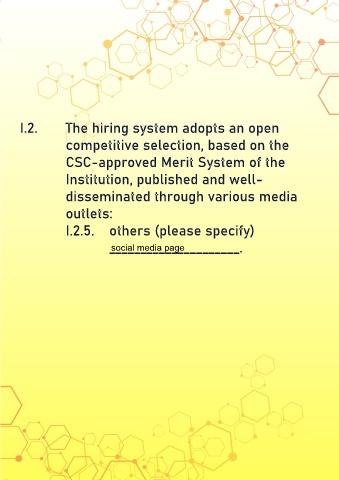 I.2. The hiring system adopts an open
competitive selection, based on the
CSC-approved Merit System of the
Institution, published and well-
disseminated through various media
outlets:
I.2.5. others (please specify)
social media page.